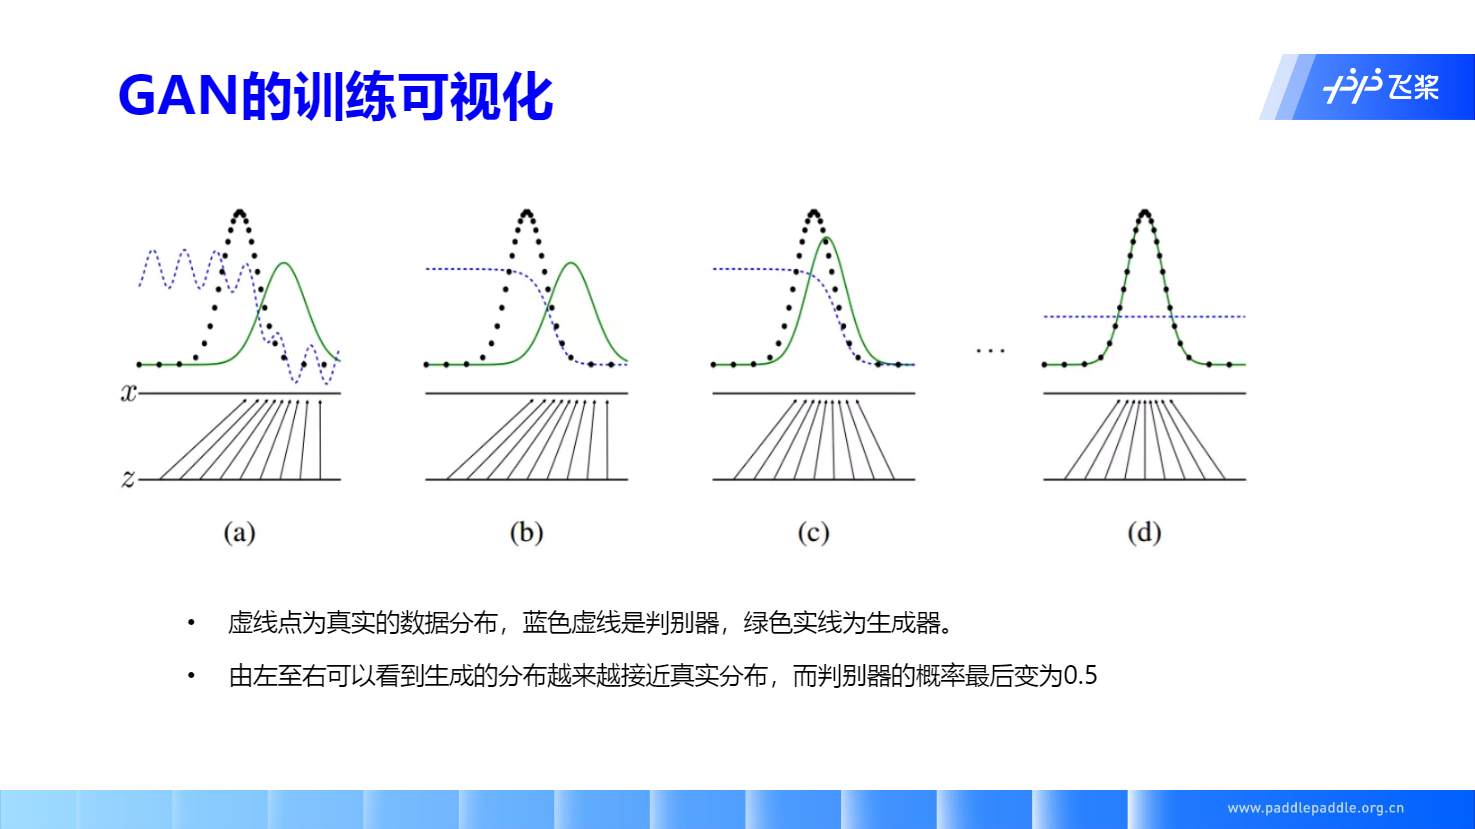 GAN的训练可视化
飞桨
x
z
...
(a) (b) (c) (d)
• 虚线点为真实的数据分布，蓝色虚线是判别器，绿色实线为生成器。
• 由左至右可以看到生成的分布越来越接近真实分布，而判别器的概率最后变为0.5
www.paddlepaddle.org.cn